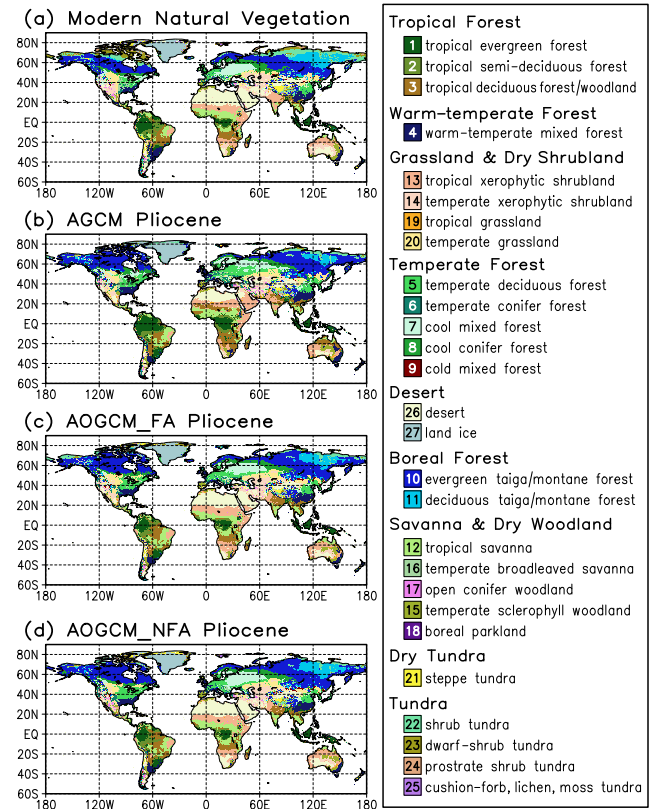 (a) Modern Natural Vegetation
80N
60N
40N
20N
EQ
20S
40S
60S
180 120W 60W 0 60E 120E 180
(b) AGCM Pliocene
80N
60N
40N
20N
EQ
20S
40S
60S
180 120W 60W 0 60E 120E 180
(c) AOGCM_FA Pliocene
80N
60N
40N
20N
EQ
20S
40S
60S
180 120W 60W 0 60E 120E 180
(d) AOGCM_NFA Pliocene
80N
60N
40N
20N
EQ
20S
40S
60S
180 120W 60W 0 60E 120E 180
Tropical Forest
1 tropical evergreen forest
2 tropical semi-deciduous forest
3 tropical deciduous forest/woodland
Warm-temperate Forest
4 warm-temperate mixed forest
Grassland & Dry Shrubland
13 tropical xerophytic shrubland
14 temperate xerophytic shrubland
19 tropical grassland
20 temperate grassland
Temperate Forest
5 temperate deciduous forest
6 temperate conifer forest
7 cool mixed forest
8 cool conifer forest
9 cold mixed forest
Desert
26 desert
27 land ice
Boreal Forest
10 evergreen taiga/montane forest
11 deciduous taiga/montane forest
Savanna & Dry Woodland
12 tropical savanna
16 temperate broadleaved savanna
17 open conifer woodland
15 temperate sclerophyll woodland
18 boreal parkland
Dry Tundra
21 steppe tundra
Tundra
22 shrub tundra
23 dwarf-shrub tundra
24 prostrate shrub tundra
25 cushion-forb, lichen, moss tundra